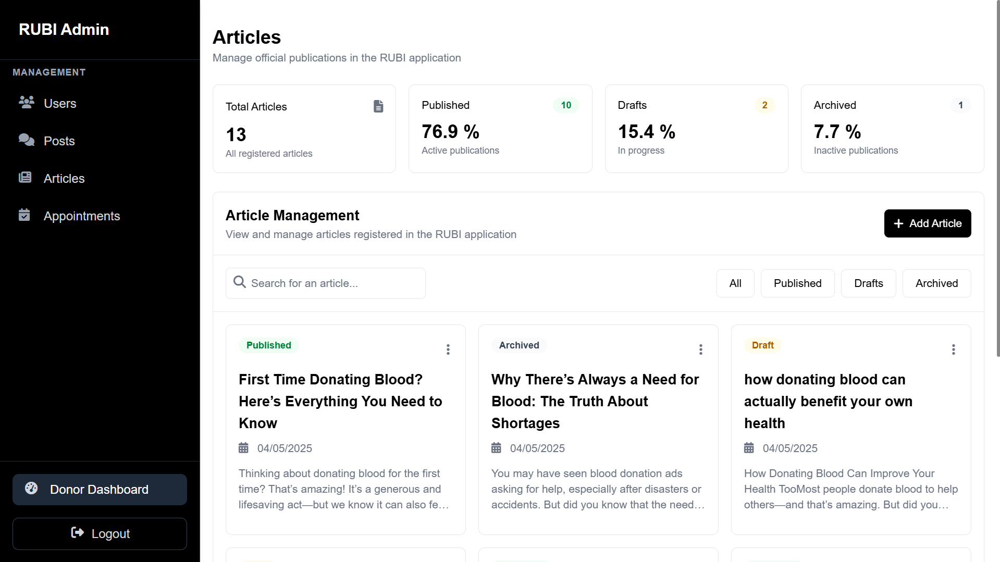 RUBI Admin
MANAGEMENT
Users
Posts
Articles
Appointments
Donor Dashboard
Logout
Articles
Manage official publications in the RUBI application
Total Articles
13
All registered articles
Published 10
76.9 %
Active publications
Drafts 2
15.4 %
In progress
Archived 1
7.7 %
Inactive publications
Article Management
View and manage articles registered in the RUBI application
Add Article
Search for an article...
All Published Drafts Archived
Published
First Time Donating Blood?
Here’s Everything You Need to
Know
04/05/2025
Thinking about donating blood for the first
time? That’s amazing! It’s a generous and
lifesaving act—but we know it can also fe…
Archived
Why There’s Always a Need for
Blood: The Truth About
Shortages
04/05/2025
You may have seen blood donation ads
asking for help, especially after disasters or
accidents. But did you know that the need…
Draft
how donating blood can
actually benefit your own
health
04/05/2025
How Donating Blood Can Improve Your
Health TooMost people donate blood to help
others—and that’s amazing. But did you…